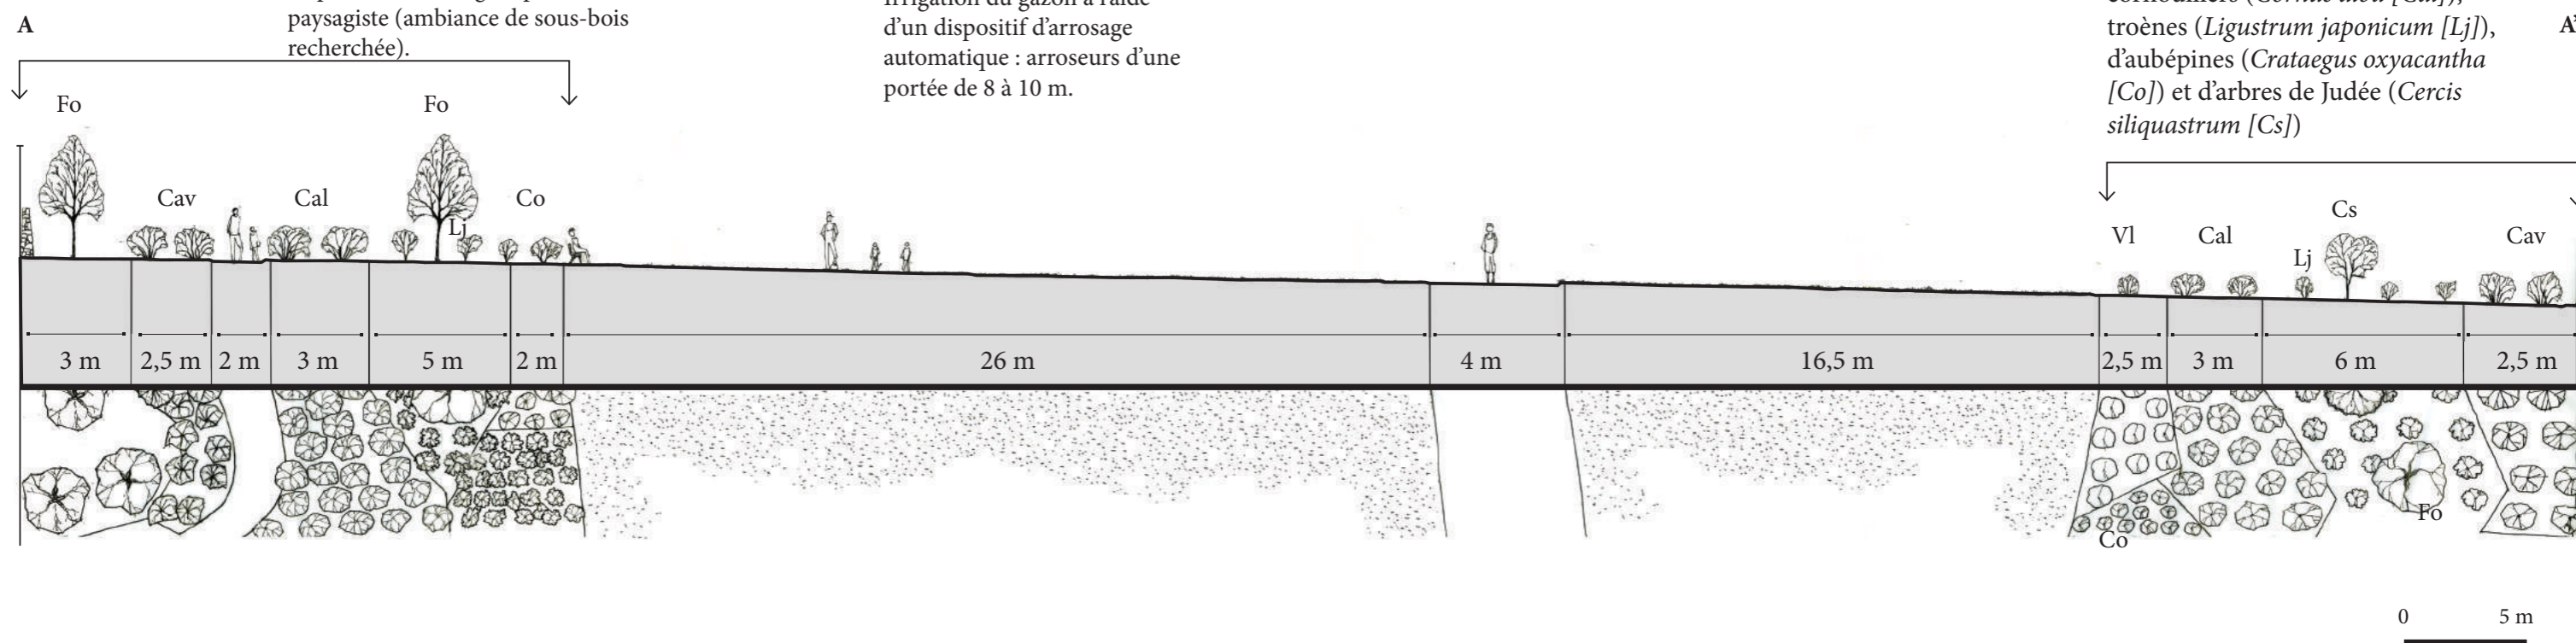 A
paysagiste (ambiance de sous-bois
recherchée).
d’un dispositif d’arrosage
automatique : arroseurs d’une
portée de 8 à 10 m.
troènes (Ligustrum japonicum [Lj]),
d’aubépines (Crataegus oxyacantha
[Co]) et d’arbres de Judée (Cercis
siliquastrum [Cs])
A
Fo
Fo
Cav
Cal
Lj
Co
Vl
Cal
Lj
Cs
Cav
3 m
2,5 m
2 m
3 m
5 m
2 m
26 m
4 m
16,5 m
2,5 m
3 m
6 m
2,5 m
Fo
Co
0
5 m